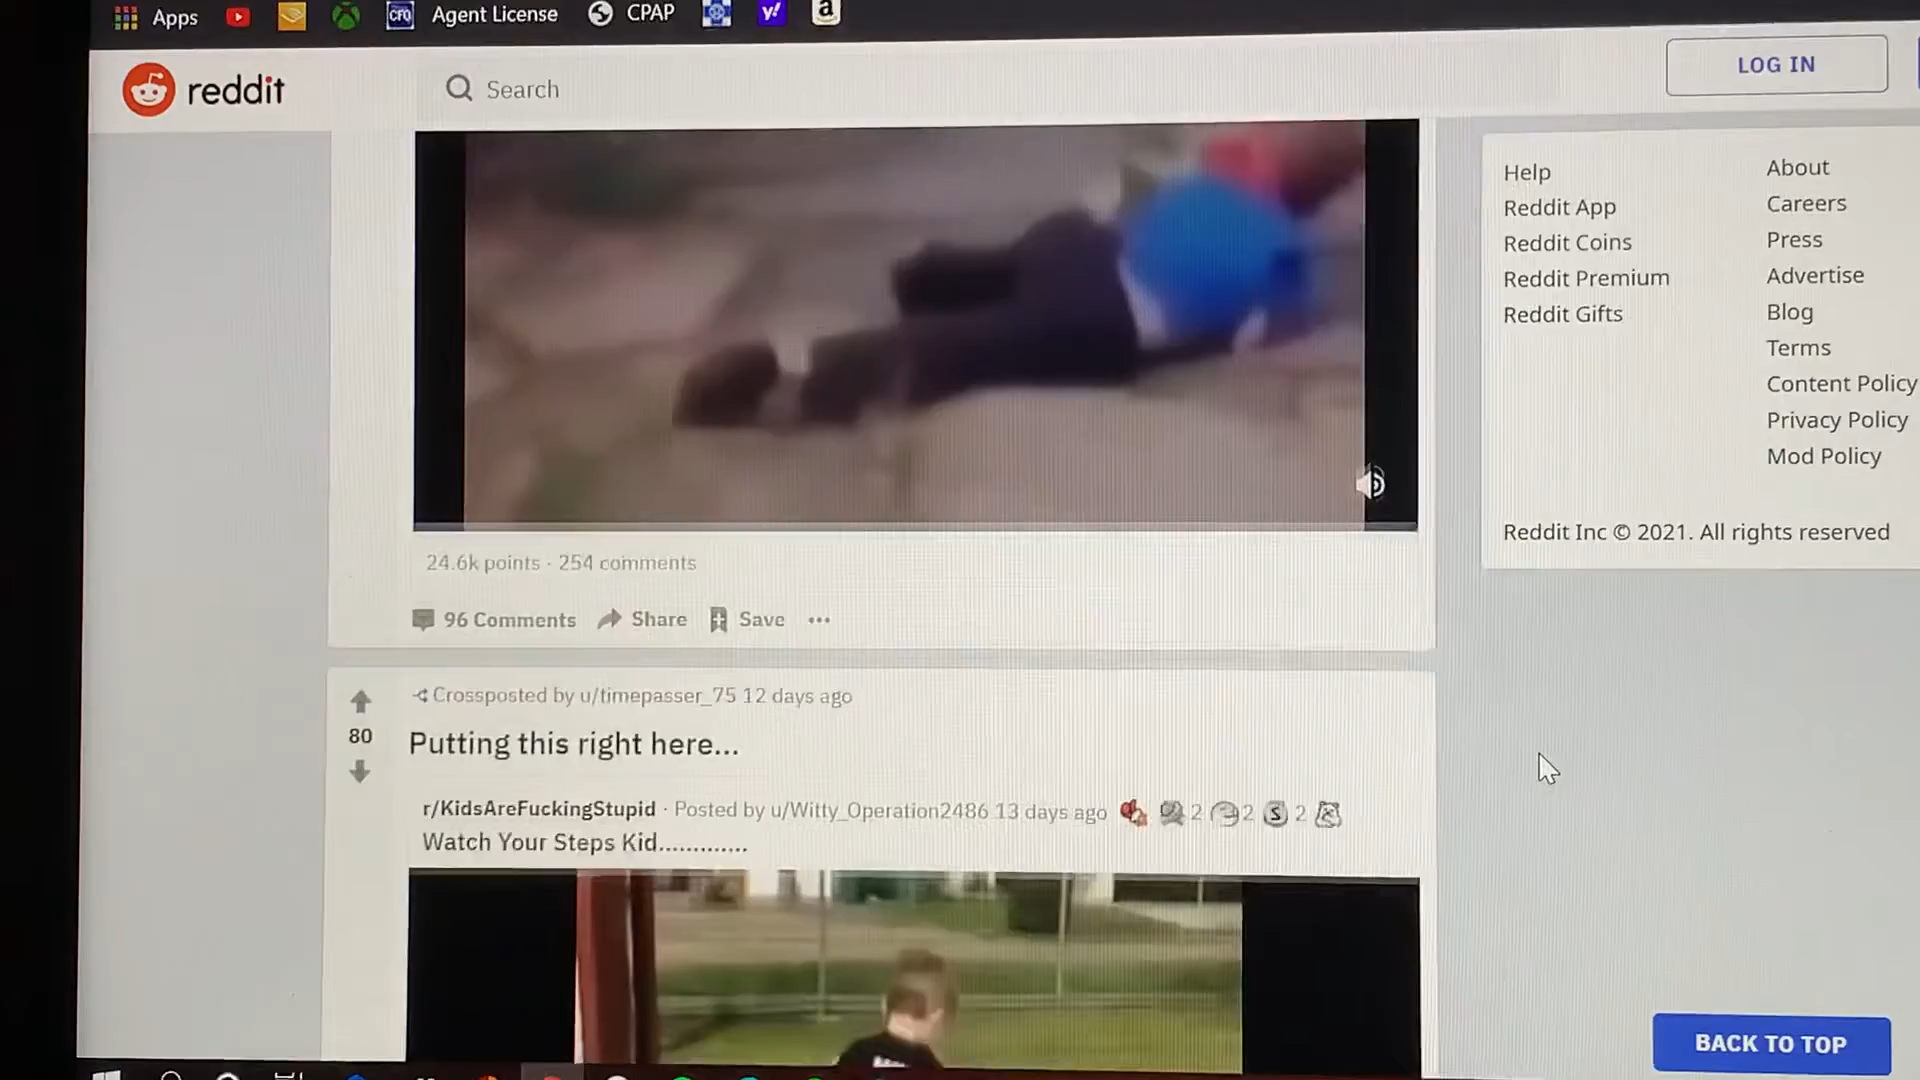 Apps
CFQ
Agent License
S CPAP
y!
a
reddit
Search
LOG IN
Help
Reddit App
Reddit Coins
Reddit Premium
Reddit Gifts
About
Careers
Press
Advertise
Blog
Terms
Content Policy
Privacy Policy
Mod Policy
Reddit Inc © 2021. All rights reserved
24.6k points · 254 comments
96 Comments Share Save ...
Crossposted by u/timepasser_75 12 days ago
80
Putting this right here...
r/KidsAreFuckingStupid · Posted by u/Witty_Operation2486 13 days ago 2 2 S 2
Watch Your Steps Kid.............
BACK TO TOP